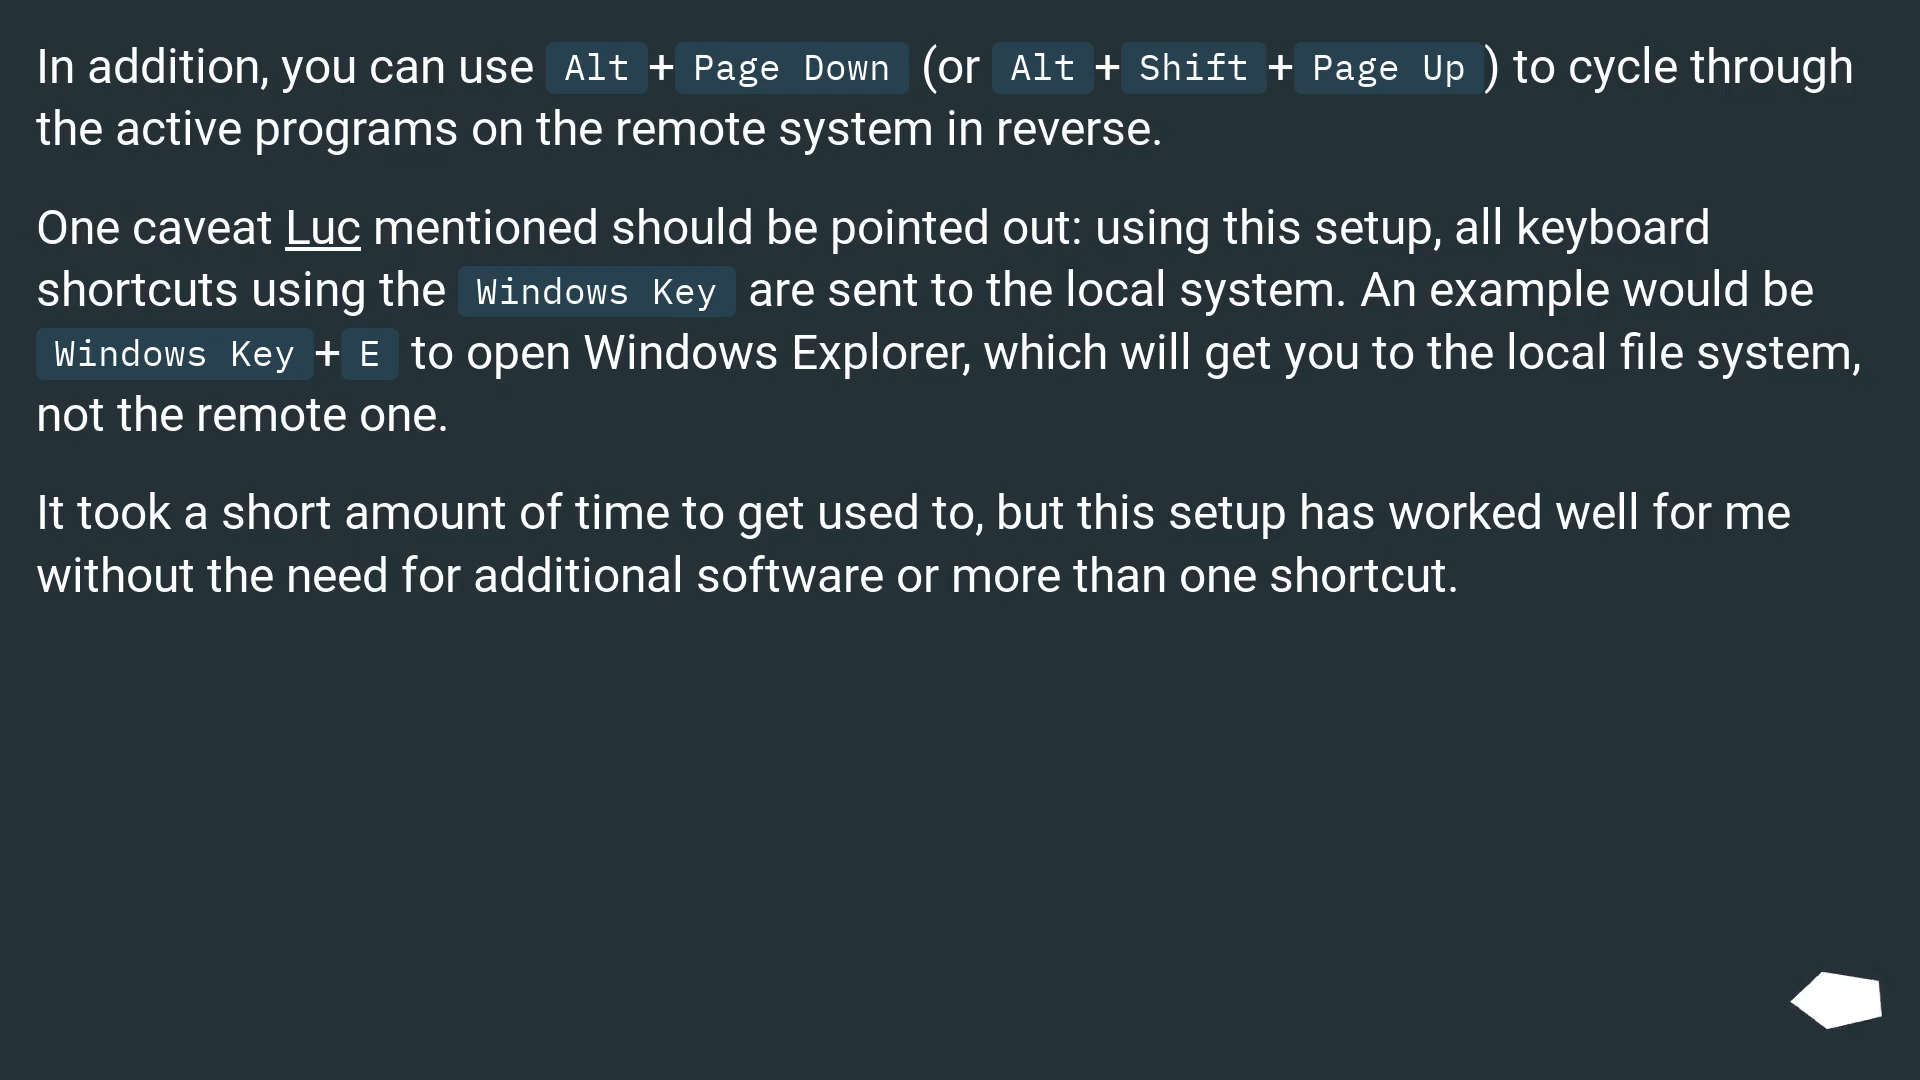 In addition, you can use Alt+Page Down (or Alt+Shift+Page Up) to cycle through
the active programs on the remote system in reverse.
One caveat Luc mentioned should be pointed out: using this setup, all keyboard
shortcuts using the Windows Key are sent to the local system. An example would be
Windows Key+E to open Windows Explorer, which will get you to the local file system,
not the remote one.
It took a short amount of time to get used to, but this setup has worked well for me
without the need for additional software or more than one shortcut.